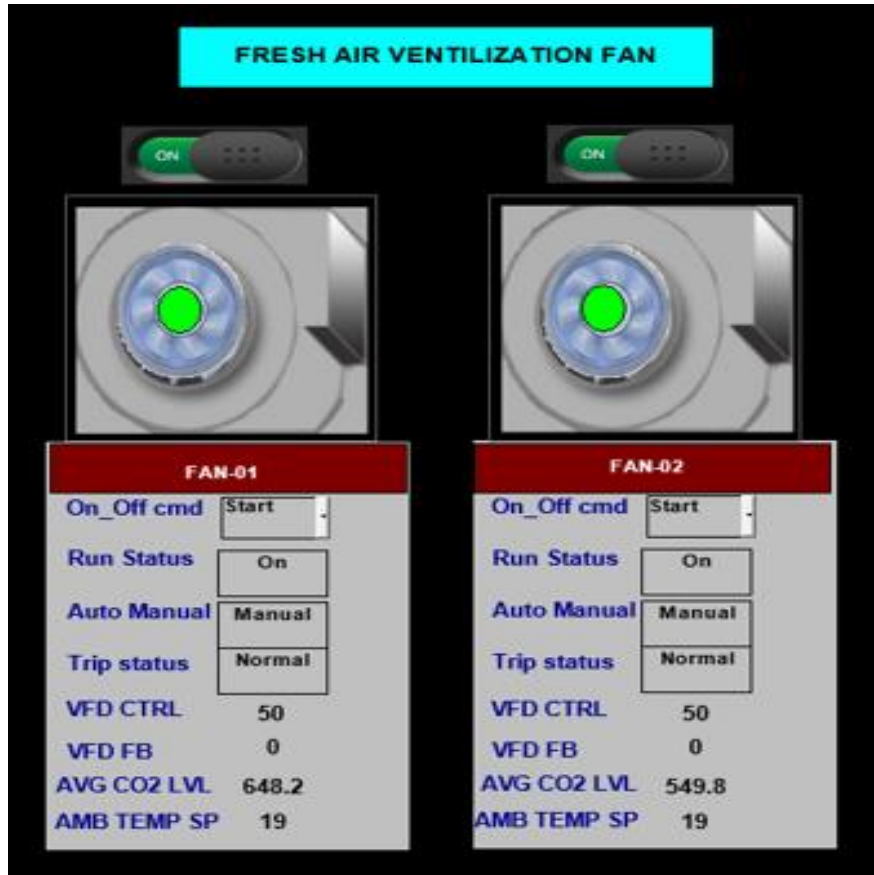 FRESH AIR VENTILIZATION FAN
ON
ON
FAN-01
On_Off cmd Start
Run Status On
Auto Manual Manual
Trip status Normal
VFD CTRL 50
VFD FB 0
AVG CO2 LVL 648.2
AMB TEMP SP 19
FAN-02
On_Off cmd Start
Run Status On
Auto Manual Manual
Trip status Normal
VFD CTRL 50
VFD FB 0
AVG CO2 LVL 549.8
AMB TEMP SP 19